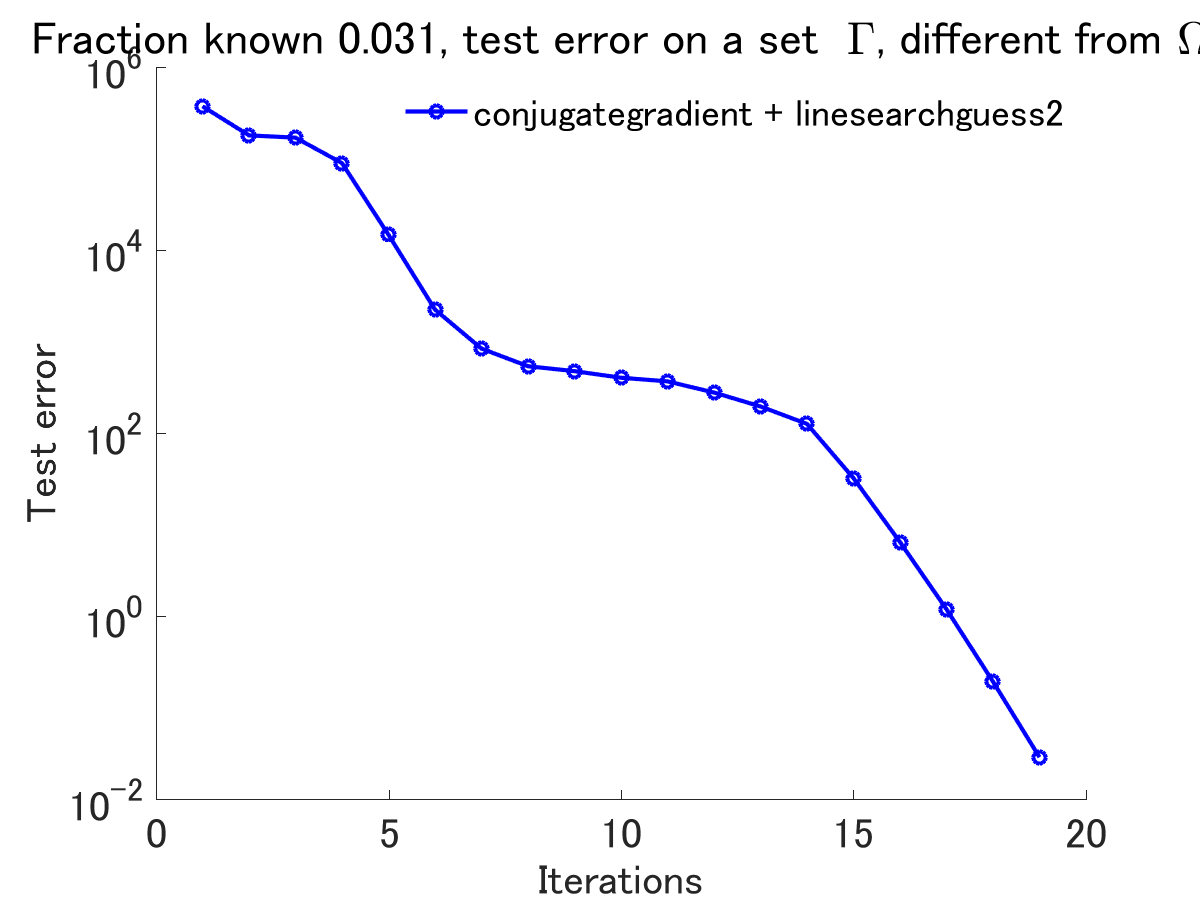 Fraction known 0.031, test error on a set Γ, different from Ω
10^6
conjugategradient + linesearchguess2
10^4
10^2
10^0
10^-2
Test error
0 5 10 15 20
Iterations